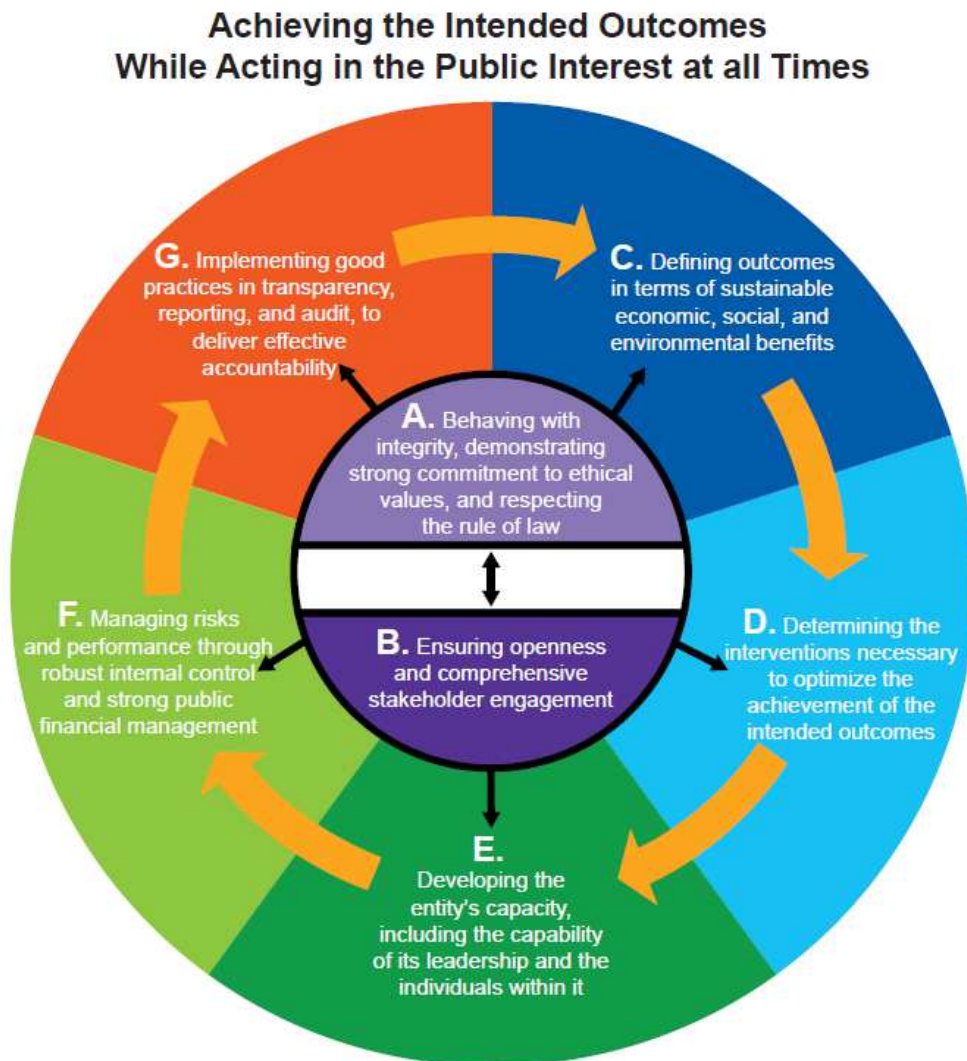 Achieving the Intended Outcomes
While Acting in the Public Interest at all Times
G. Implementing good
practices in transparency,
reporting, and audit, to
deliver effective
accountability
C. Defining outcomes
in terms of sustainable
economic, social, and
environmental benefits
A. Behaving with
integrity, demonstrating
strong commitment to ethical
values, and respecting
the rule of law
B. Ensuring openness
and comprehensive
stakeholder engagement
F. Managing risks
and performance through
robust internal control
and strong public
financial management
D. Determining the
interventions necessary
to optimize the
achievement of the
intended outcomes
E.
Developing the
entity's capacity,
including the capability
of its leadership and the
individuals within it